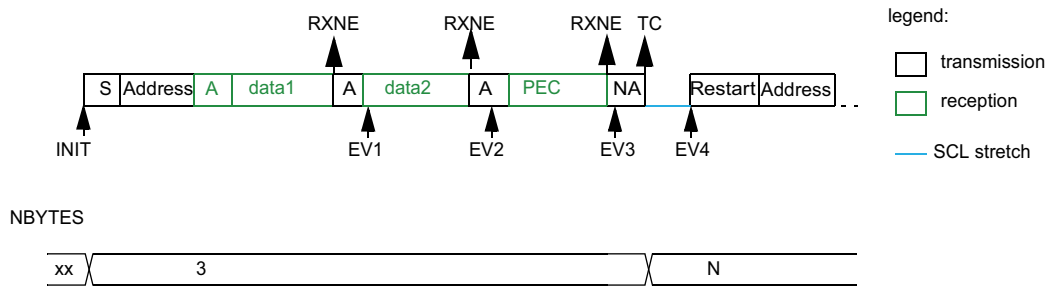 legend:
RXNE RXNE RXNE TC
transmission
S Address A data1 A data2 A PEC NA Restart Address
reception
INIT EV1 EV2 EV3 EV4
SCL stretch
NBYTES
xx 3 N